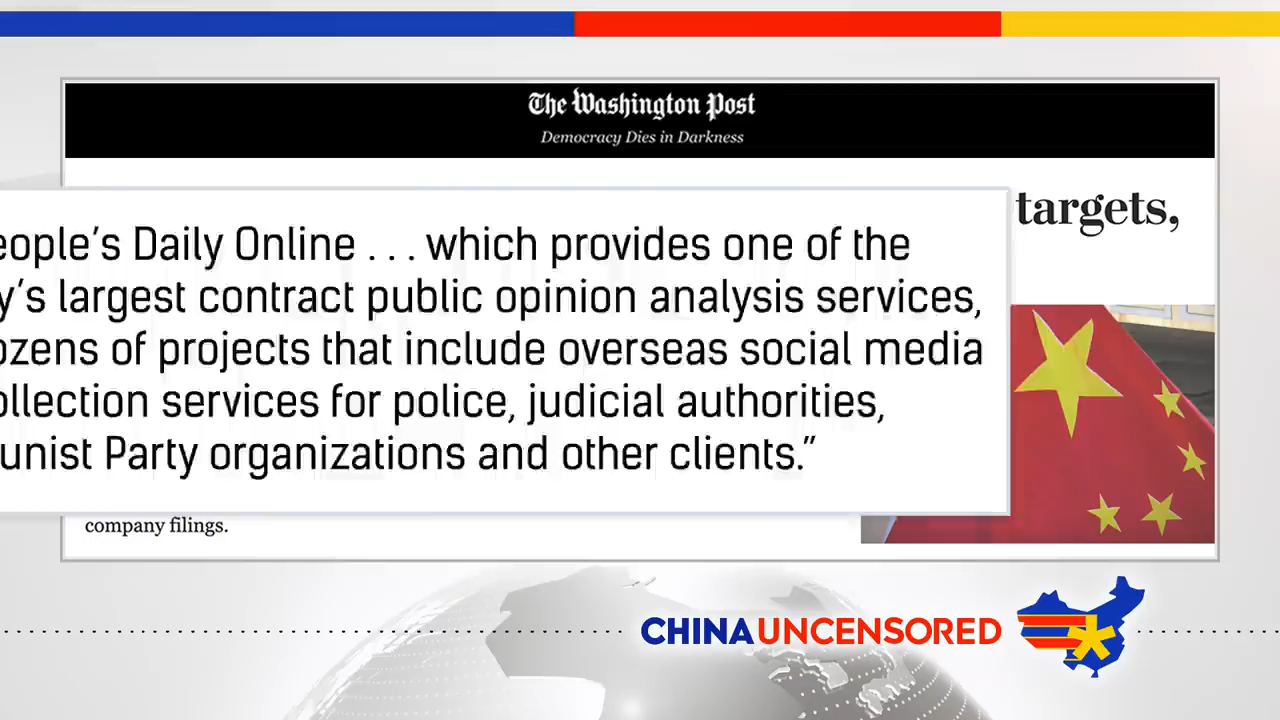 The Washington Post
Democracy Dies in Darkness
targets,
eople's Daily Online . . . which provides one of the
y's largest contract public opinion analysis services,
ozens of projects that include overseas social media
ollection services for police, judicial authorities,
unist Party organizations and other clients.”
company filings.
CHINA UNCENSORED